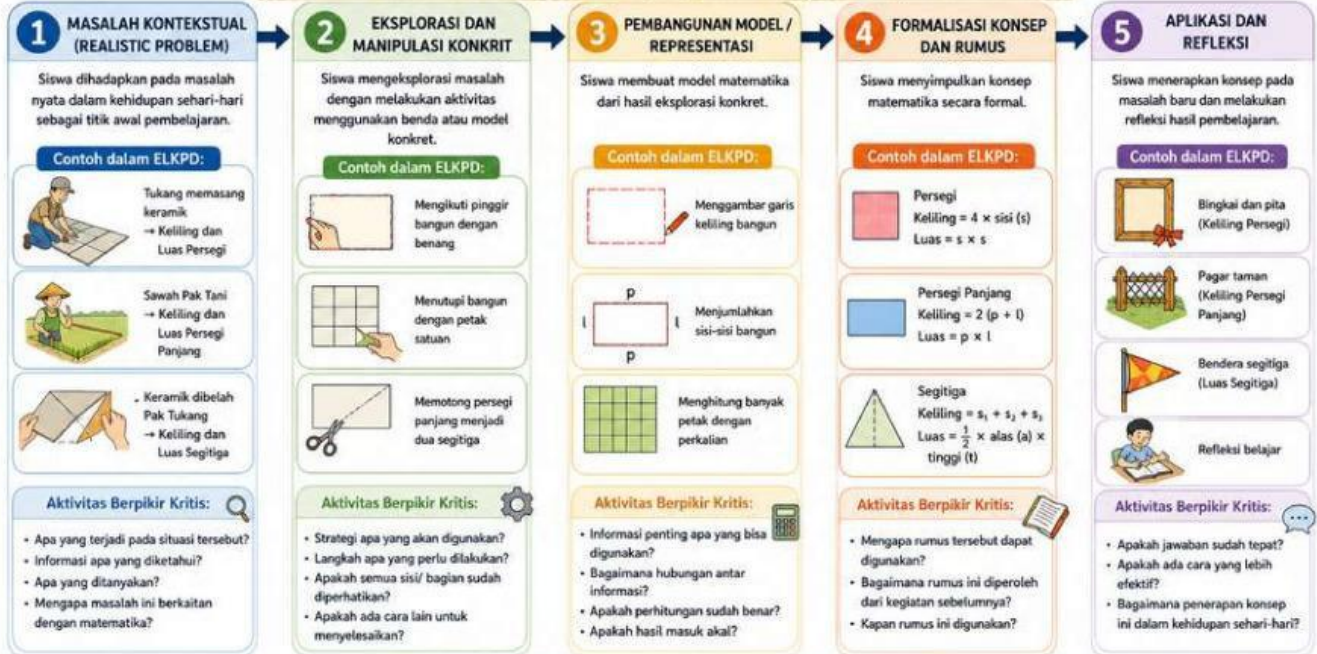 1
MASALAH KONTEKSTUAL
(REALISTIC PROBLEM)
Siswa dihadapkan pada masalah
nyata dalam kehidupan sehari-hari
sebagai titik awal pembelajaran.
Contoh dalam ELKPD:
Tukang memasang
keramik
→ Keliling dan
Luas Persegi
Sawah Pak Tani
→ Keliling dan
Luas Persegi
Panjang
. Keramik dibelah
Pak Tukang
→ Keliling dan
Luas Segitiga
Aktivitas Berpikir Kritis:
• Apa yang terjadi pada situasi tersebut?
• Informasi apa yang diketahui?
• Apa yang ditanyakan?
• Mengapa masalah ini berkaitan
dengan matematika?
2
EKSPLORASI DAN
MANIPULASI KONKRIT
Siswa mengeksplorasi masalah
dengan melakukan aktivitas
menggunakan benda atau model
konkret.
Contoh dalam ELKPD:
Mengikuti pinggir
bangun dengan
benang
Menutupi bangun
dengan petak
satuan
Memotong persegi
panjang menjadi
dua segitiga
Aktivitas Berpikir Kritis:
• Strategi apa yang akan digunakan?
• Langkah apa yang perlu dilakukan?
• Apakah semua sisi/ bagian sudah
diperhatikan?
• Apakah ada cara lain untuk
menyelesaikan?
3
PEMBANGUNAN MODEL /
REPRESENTASI
Siswa membuat model matematika
dari hasil eksplorasi konkret.
Contoh dalam ELKPD:
Menggambar garis
keliling bangun
p
l
l
p
Menjumlahkan
sisi-sisi bangun
Menghitung banyak
petak dengan
perkalian
Aktivitas Berpikir Kritis:
• Informasi penting apa yang bisa
digunakan?
• Bagaimana hubungan antar
informasi?
• Apakah perhitungan sudah benar?
• Apakah hasil masuk akal?
4
FORMALISASI KONSEP
DAN RUMUS
Siswa menyimpulkan konsep
matematika secara formal.
Contoh dalam ELKPD:
Persegi
Keliling = 4 × sisi (s)
Luas = s × s
Persegi Panjang
Keliling = 2 (p + l)
Luas = p × l
Segitiga
Keliling = s₁ + s₂ + s₃
Luas = 1/2 × alas (a) ×
tinggi (t)
Aktivitas Berpikir Kritis:
• Mengapa rumus tersebut dapat
digunakan?
• Bagaimana rumus ini diperoleh
dari kegiatan sebelumnya?
• Kapan rumus ini digunakan?
5
APLIKASI DAN
REFLEKSI
Siswa menerapkan konsep pada
masalah baru dan melakukan
refleksi hasil pembelajaran.
Contoh dalam ELKPD:
Bingkai dan pita
(Keliling Persegi)
Pagar taman
(Keliling Persegi
Panjang)
Bendera segitiga
(Luas Segitiga)
Refleksi belajar
Aktivitas Berpikir Kritis:
• Apakah jawaban sudah tepat?
• Apakah ada cara yang lebih
efektif?
• Bagaimana penerapan konsep
ini dalam kehidupan sehari-hari?